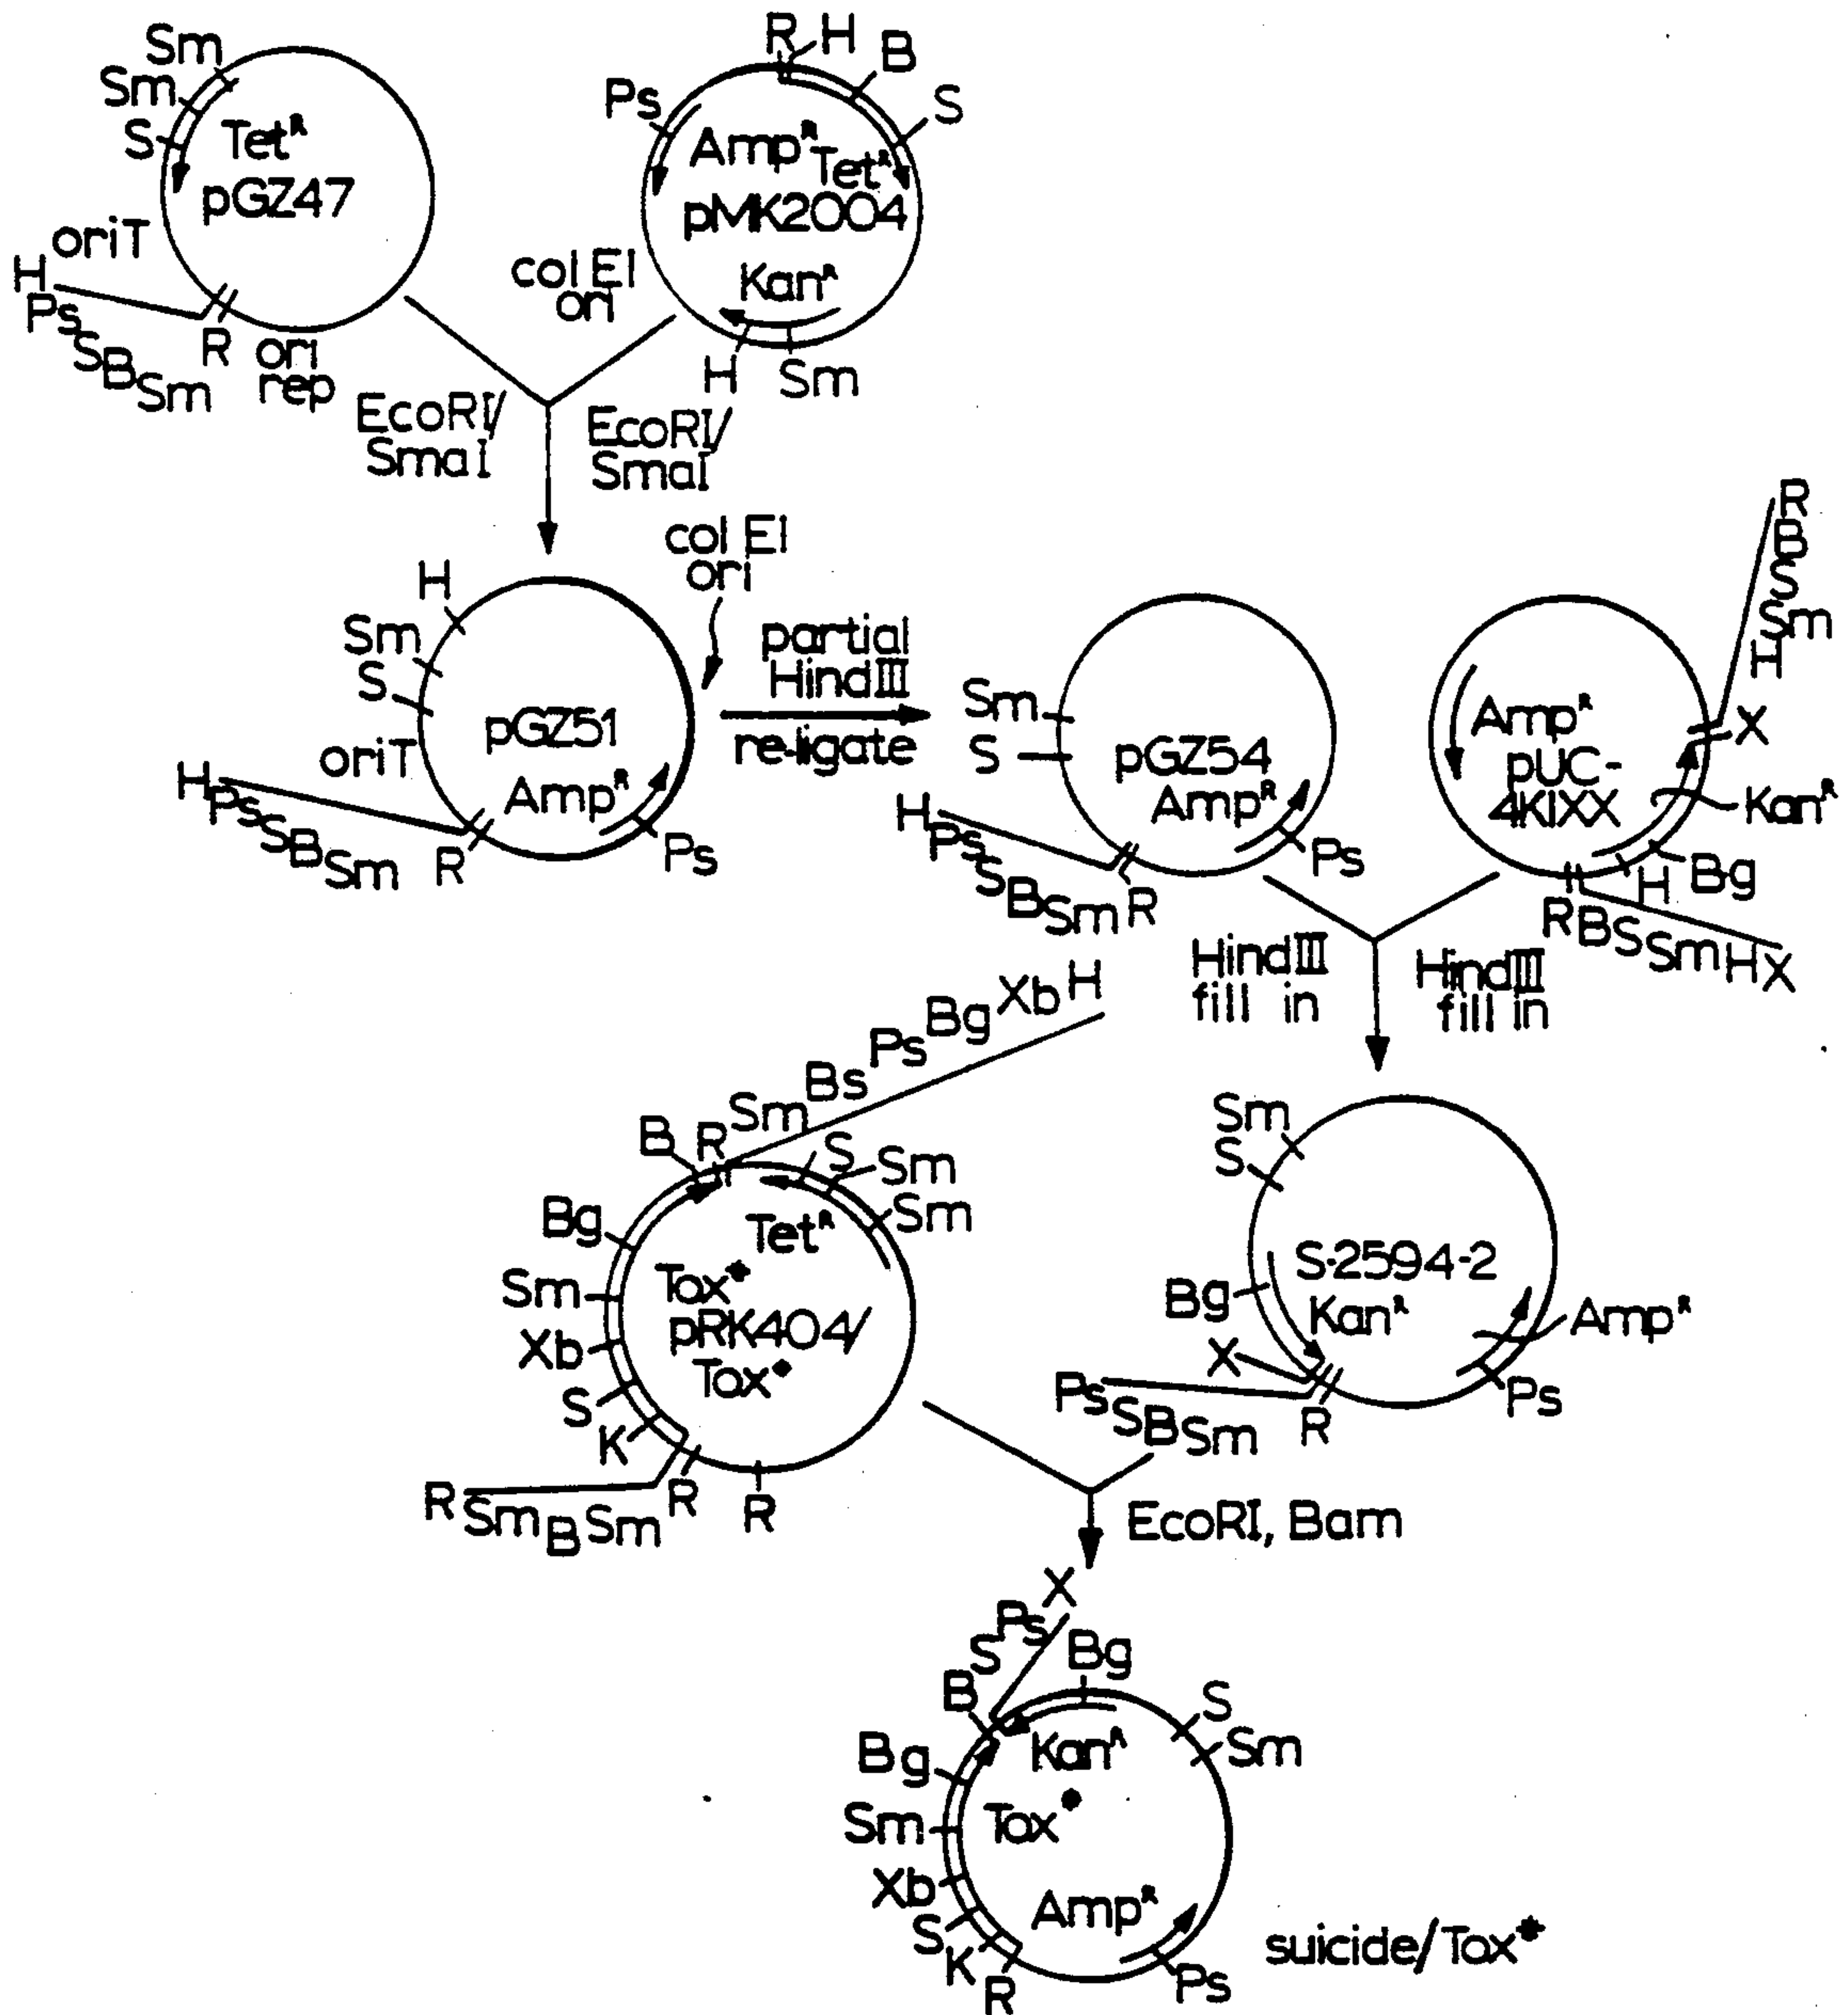 Sm
Sm
S
Tet^R
pGZ47
oriT
H
Ps
S
B
Sm
R
ori
rep
R
H
B
S
Ps
Amp^R
Tet^R
pMK2004
col E1
ori
Kan^R
H
Sm
EcoRI/
SmaI
EcoRI/
SmaI
col E1
ori
H
Sm
S
pGZ51
oriT
Amp^R
H
Ps
S
B
Sm
R
Ps
partial
HindIII
re-ligate
Sm
S
pGZ54
Amp^R
H
Ps
S
B
Sm
R
Ps
R
B
S
Sm
H
X
Amp^R
pUC-
4KIXX
Kan^R
Bg
H
R
B
S
Sm
H
X
HindIII
fill in
HindIII
fill in
H
Xb
Bg
Ps
Bs
Sm
R
B
S
Sm
Sm
Bg
Tet^R
Sm
Tox*
pRK404/
Tox*
Xb
S
K
R
Sm
B
Sm
R
R
Sm
S
S-2594-2
Bg
Kan^R
Amp^R
X
Ps
S
B
Sm
R
Ps
EcoRI, Bam
X
Ps
S
B
Bg
S
Sm
Kan^R
Bg
Tox*
Sm
Xb
Amp^R
S
K
R
Ps
suicide/Tox*